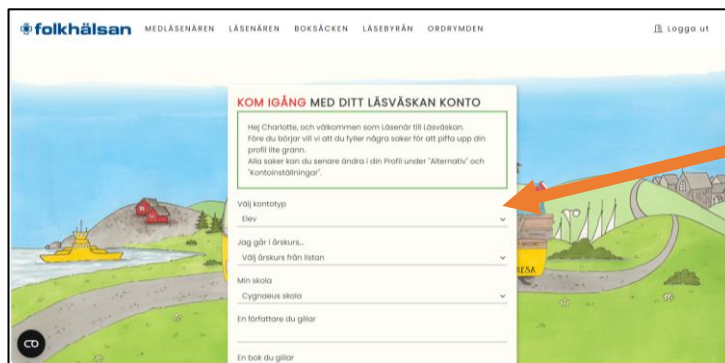 folkhälsan MEDLÄSENÄREN LÄSENÄREN BOKSÄCKEN LÄSEBYRÅN ORDRYMDEN Logga ut
KOM IGÅNG MED DITT LÄSVÄSKAN KONTO
Hej Charlotte, och välkommen som Läsenär till Läsväskan.
Före du börjar vill vi att du fyller några saker för att piffa upp din
profil lite grann.
Alla saker kan du senare ändra i din Profil under "Alternativ" och
"Kontoinställningar".
Välj kontotyp
Elev
Jag går i årskurs...
Välj årskurs från listan
Min skola
Cygnaeus skola
En författare du gillar
En bok du gillar
RESA